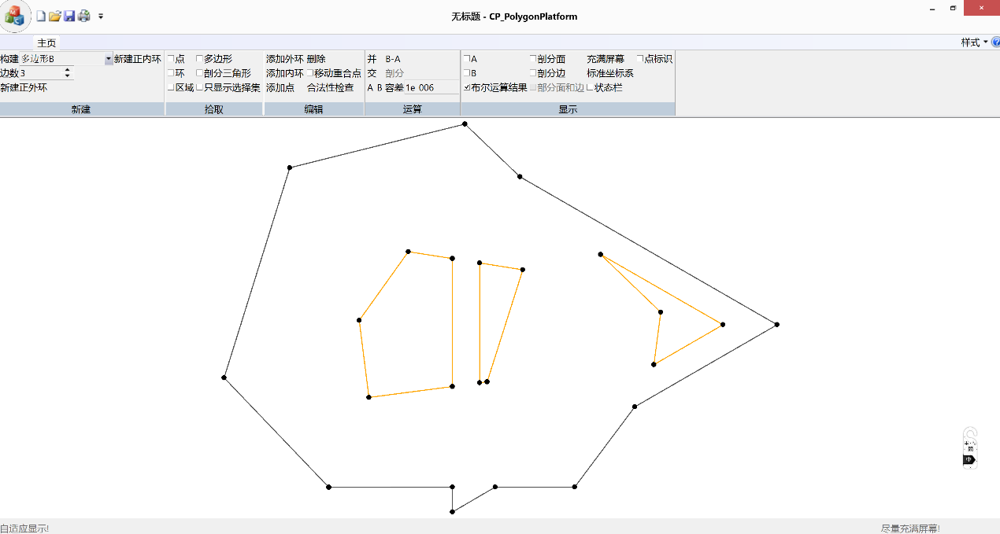 无标题 - CP_PolygonPlatform
主页
样式
构建 多边形B 新建正内环 点 多边形 添加外环 删除 并 B-A A 剖分面 充满屏幕 点标识
边数 3 环 剖分三角形 添加内环 移动重合点 交 剖分 B 剖分边 标准坐标系
新建正外环 区域 只显示选择集 添加点 合法性检查 A B 容差 1e 006 布尔运算结果 剖分面和边 状态栏
新建 拾取 编辑 运算 显示
简
中
自适应显示! 尽量充满屏幕!